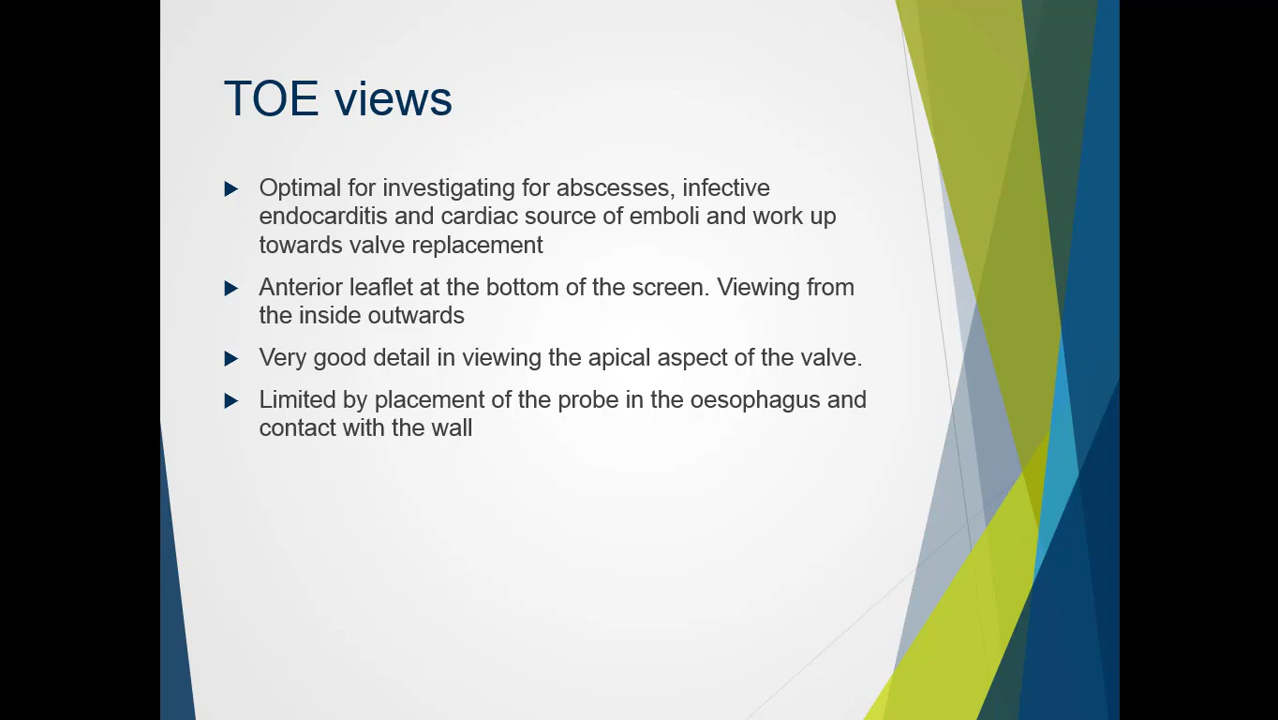 TOE views
Optimal for investigating for abscesses, infective
endocarditis and cardiac source of emboli and work up
towards valve replacement
Anterior leaflet at the bottom of the screen. Viewing from
the inside outwards
Very good detail in viewing the apical aspect of the valve.
Limited by placement of the probe in the oesophagus and
contact with the wall